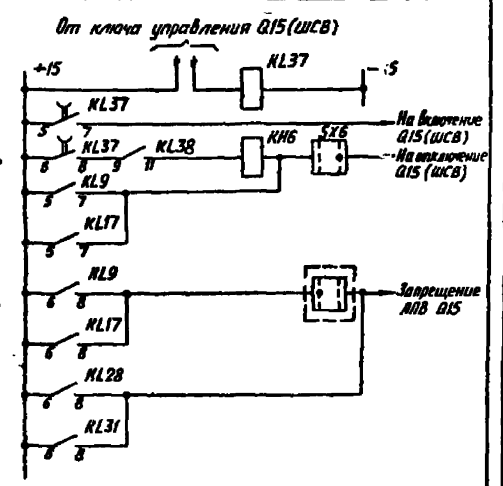 От ключа управления Q15(ШСВ)
+15
KL37
-15
5
KL37
7
На включение
Q15(ШСВ)
6
KL37
8
9
KL38
11
KH6
SX6
На отключение
Q15(ШСВ)
KL9
5
7
KL17
5
7
KL9
6
8
Запрещение
АПВ Q15
KL17
6
8
KL28
6
8
KL31
6
8